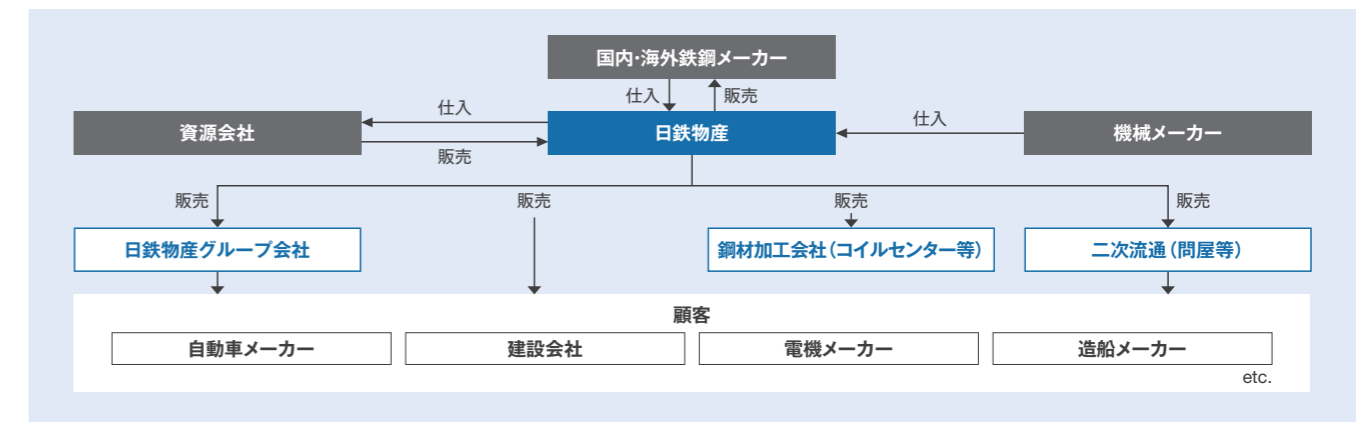 国内・海外鉄鋼メーカー
仕入
販売
資源会社
仕入
販売
日鉄物産
仕入
機械メーカー
販売
販売
販売
販売
日鉄物産グループ会社
鋼材加工会社(コイルセンター等)
二次流通(問屋等)
顧客
自動車メーカー
建設会社
電機メーカー
造船メーカー
etc.